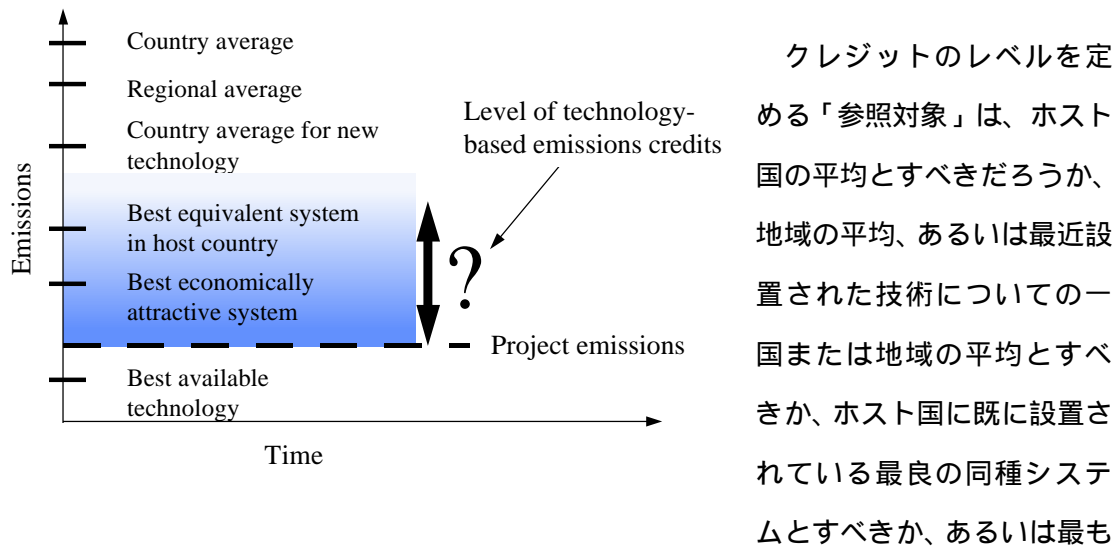 Country average
Regional average
Country average for new
technology
Best equivalent system
in host country
Best economically
attractive system
Best available
technology
Emissions
Time
Level of technology-
based emissions credits
?
Project emissions
クレジットのレベルを定
める「参照対象」は、ホスト
国の平均とすべきだろうか、
地域の平均、あるいは最近設
置された技術についての一
国または地域の平均とすべ
きか、ホスト国に既に設置さ
れている最良の同種システ
ムとすべきか、あるいは最も